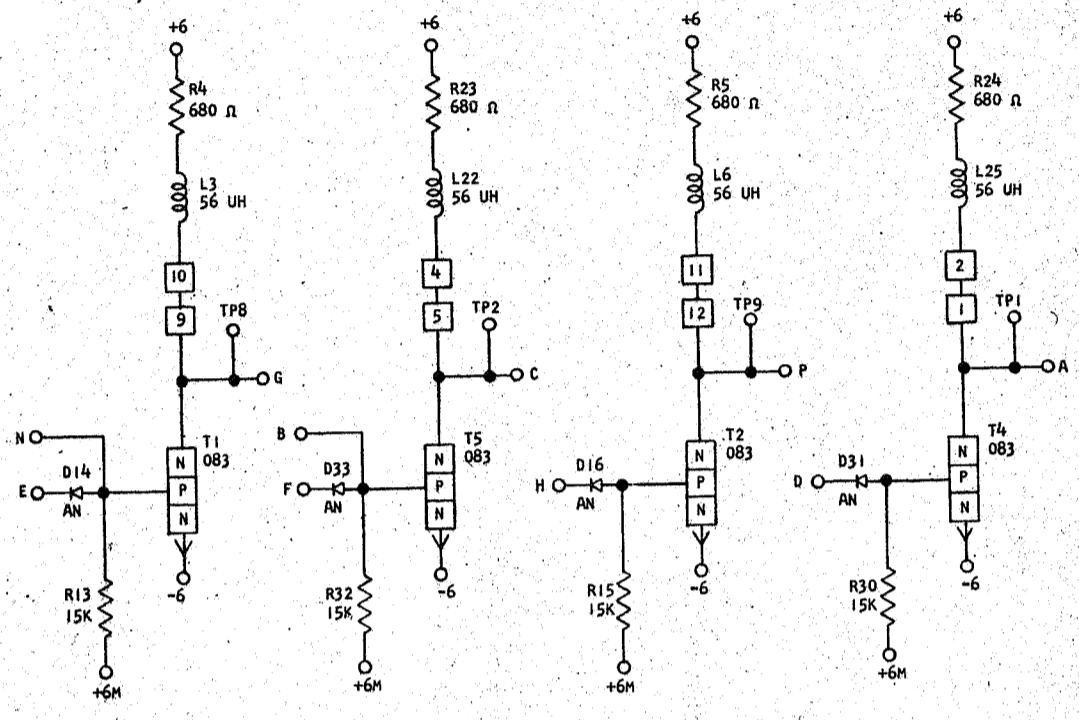 +6
R4
680 Ω
L3
56 UH
10
9
TP8
G
N
T1
083
D14
E
AN
N
P
N
R13
15K
-6
+6M
+6
R23
680 Ω
L22
56 UH
4
5
TP2
C
B
T5
083
D33
F
AN
N
P
N
R32
15K
-6
+6M
+6
R5
680 Ω
L6
56 UH
11
12
TP9
P
T2
083
D16
H
AN
N
P
N
R15
15K
-6
+6M
+6
R24
680 Ω
L25
56 UH
2
1
TP1
A
T4
083
D31
D
AN
N
P
N
R30
15K
-6
+6M